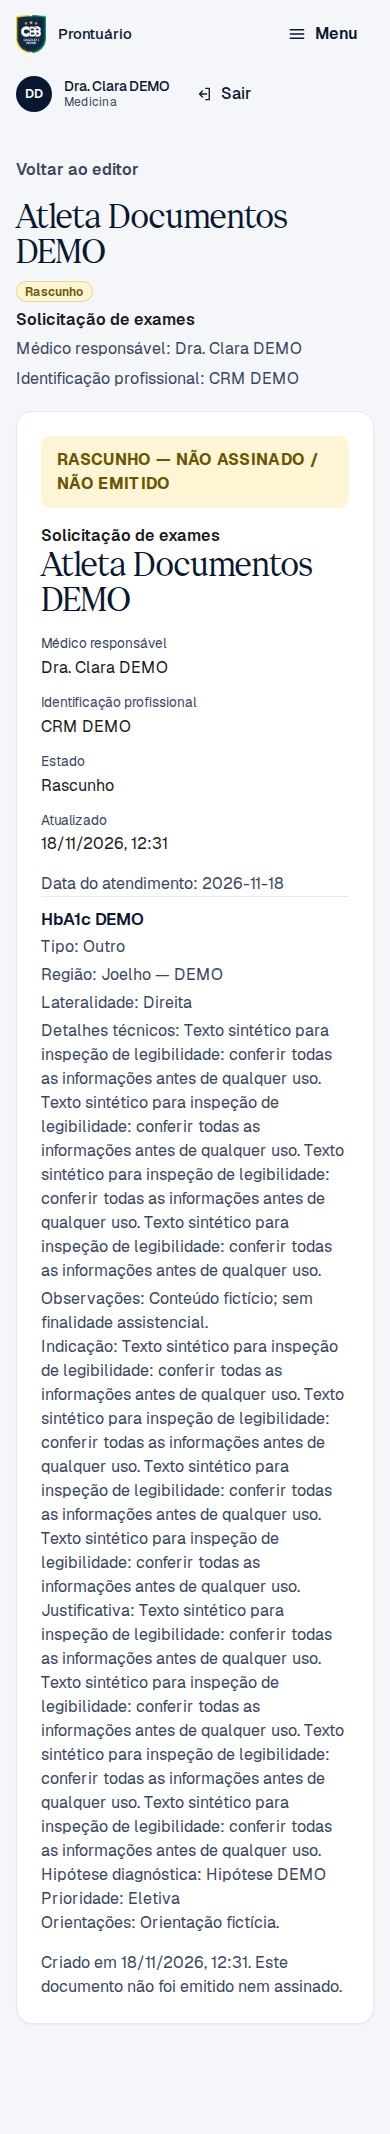 CBB
Prontuário
Menu
DD
Dra. Clara DEMO
Medicina
Sair
Voltar ao editor
Atleta Documentos
DEMO
Rascunho
Solicitação de exames
Médico responsável: Dra. Clara DEMO
Identificação profissional: CRM DEMO
RASCUNHO — NÃO ASSINADO /
NÃO EMITIDO
Solicitação de exames
Atleta Documentos
DEMO
Médico responsável
Dra. Clara DEMO
Identificação profissional
CRM DEMO
Estado
Rascunho
Atualizado
18/11/2026, 12:31
Data do atendimento: 2026-11-18
HbA1c DEMO
Tipo: Outro
Região: Joelho — DEMO
Lateralidade: Direita
Detalhes técnicos: Texto sintético para
inspeção de legibilidade: conferir todas
as informações antes de qualquer uso.
Texto sintético para inspeção de
legibilidade: conferir todas as
informações antes de qualquer uso. Texto
sintético para inspeção de legibilidade:
conferir todas as informações antes de
qualquer uso. Texto sintético para
inspeção de legibilidade: conferir todas
as informações antes de qualquer uso.
Observações: Conteúdo fictício; sem
finalidade assistencial.
Indicação: Texto sintético para inspeção
de legibilidade: conferir todas as
informações antes de qualquer uso. Texto
sintético para inspeção de legibilidade:
conferir todas as informações antes de
qualquer uso. Texto sintético para
inspeção de legibilidade: conferir todas
as informações antes de qualquer uso.
Texto sintético para inspeção de
legibilidade: conferir todas as
informações antes de qualquer uso.
Justificativa: Texto sintético para
inspeção de legibilidade: conferir todas
as informações antes de qualquer uso.
Texto sintético para inspeção de
legibilidade: conferir todas as
informações antes de qualquer uso. Texto
sintético para inspeção de legibilidade:
conferir todas as informações antes de
qualquer uso. Texto sintético para
inspeção de legibilidade: conferir todas
as informações antes de qualquer uso.
Hipótese diagnóstica: Hipótese DEMO
Prioridade: Eletiva
Orientações: Orientação fictícia.
Criado em 18/11/2026, 12:31. Este
documento não foi emitido nem assinado.